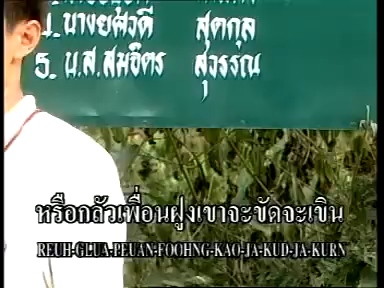 4. นางยศวดี สุตกุล
5. น.ส.สมจิตร สุวรรณ
หรือกลัวเพื่อนฝูงเขาจะขัดจะเขิน
REUH-GLUA-PEUAN-FOOHNG-KAO-JA-KUD-JA-KURN